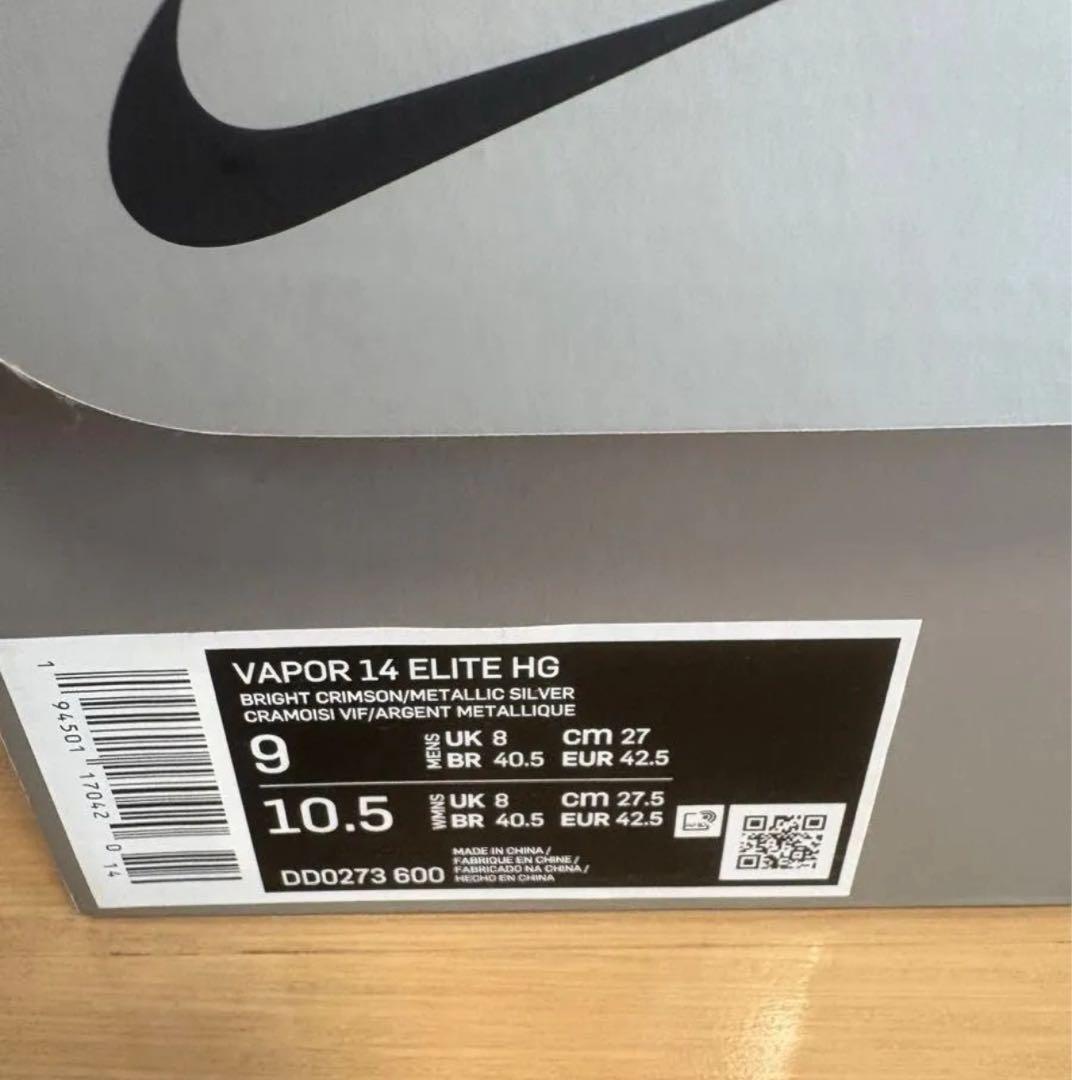 VAPOR 14 ELITE HG
BRIGHT CRIMSON/METALLIC SILVER
CRAMOISI VIF/ARGENT METALLIQUE
9
MENS
UK 8 cm 27
BR 40.5 EUR 42.5
10.5
WMNS
UK 8 cm 27.5
BR 40.5 EUR 42.5
DD0273 600
MADE IN CHINA /
FABRIQUE EN CHINE /
FABRICADO NA CHINA /
HECHO EN CHINA
1 94501 17042 0 14